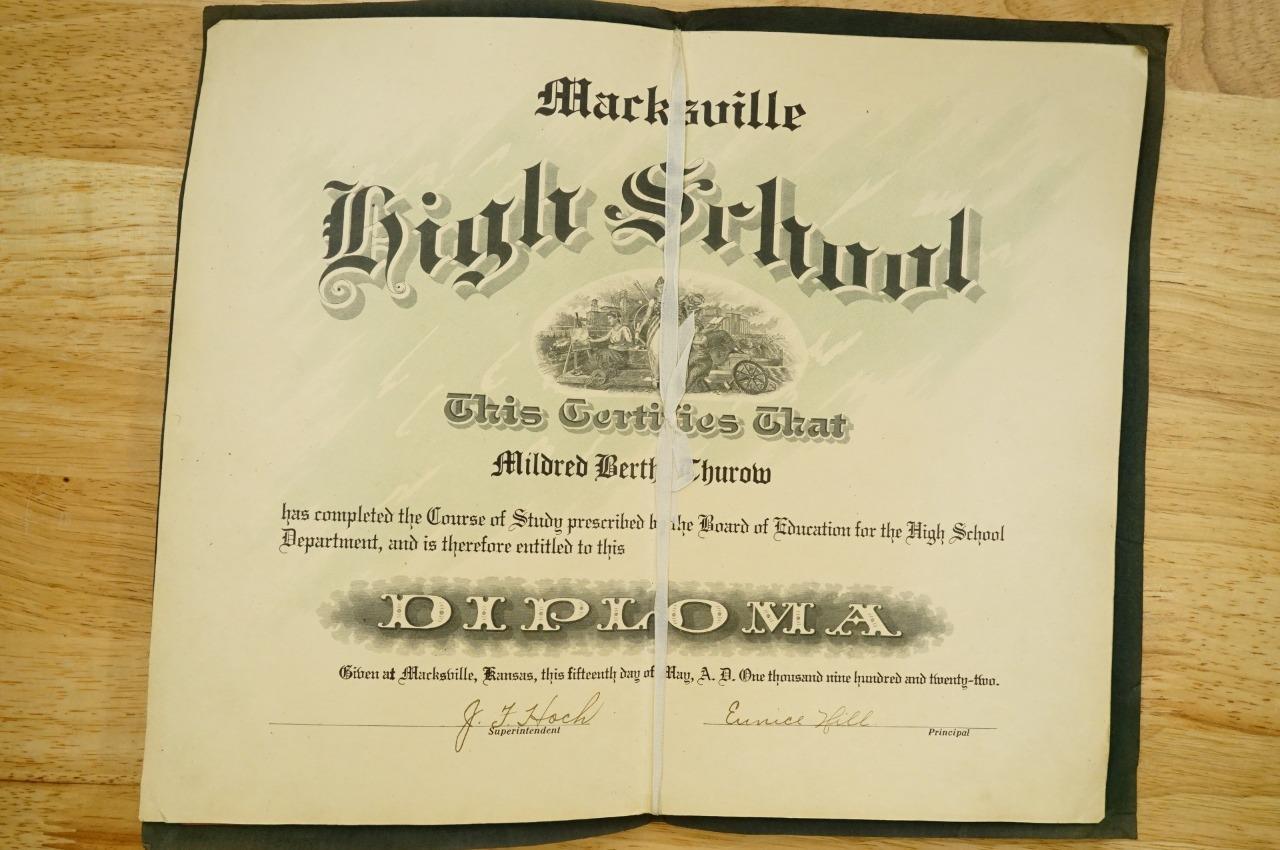 Macksville
High School
This Certifies That
Mildred Bertha Churow
has completed the Course of Study prescribed by the Board of Education for the High School
Department, and is therefore entitled to this
DIPLOMA
Given at Macksville, Kansas, this fifteenth day of May, A. D. One thousand nine hundred and twenty-two.
J. F. Hoch Eunice Hill
Superintendent Principal